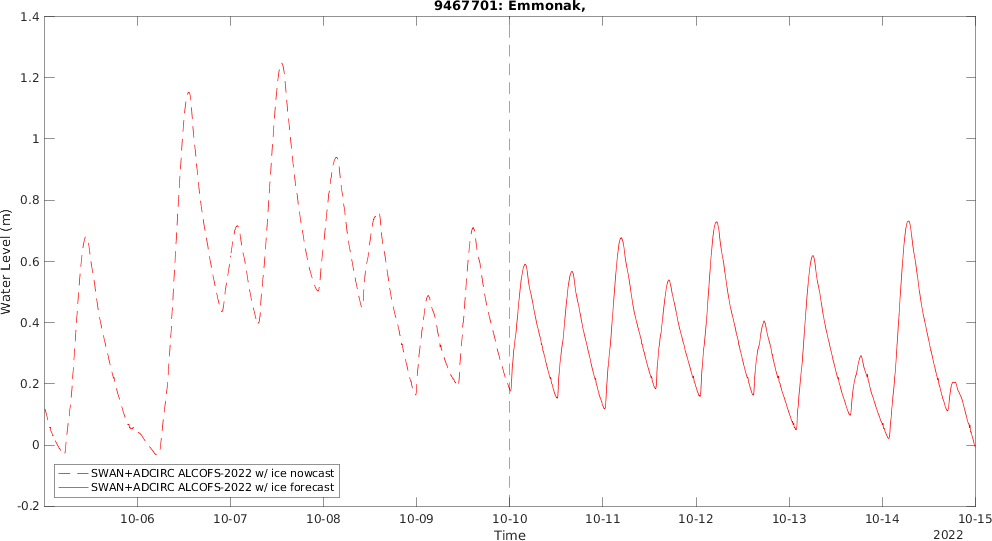 9467701: Emmonak,
1.4
1.2
1
0.8
0.6
0.4
0.2
0
-0.2
Water Level (m)
SWAN+ADCIRC ALCOFS-2022 w/ ice nowcast
SWAN+ADCIRC ALCOFS-2022 w/ ice forecast
10-06 10-07 10-08 10-09 10-10 10-11 10-12 10-13 10-14 10-15
Time
2022